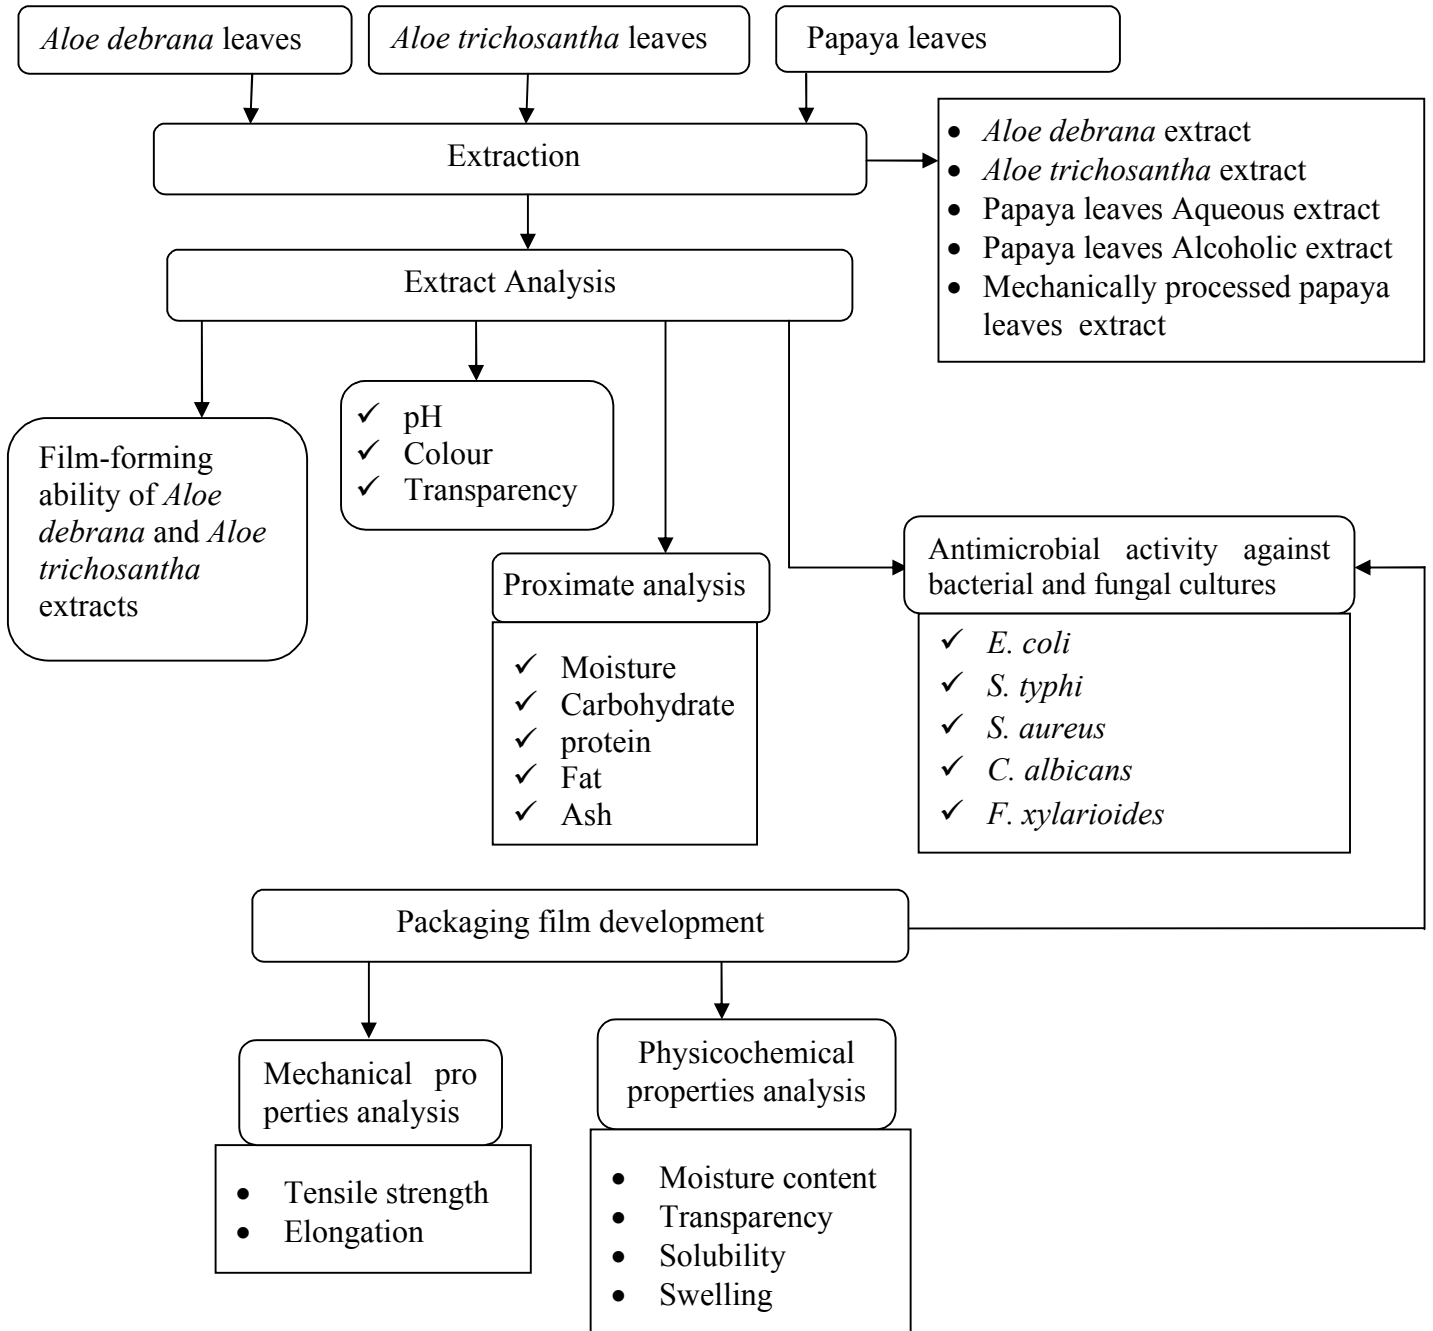 Aloe debrana leaves
Aloe trichosantha leaves
Papaya leaves
Extraction
• Aloe debrana extract
• Aloe trichosantha extract
• Papaya leaves Aqueous extract
• Papaya leaves Alcoholic extract
• Mechanically processed papaya
leaves extract
Extract Analysis
Film-forming
ability of Aloe
debrana and Aloe
trichosantha
extracts
✓ pH
✓ Colour
✓ Transparency
Proximate analysis
✓ Moisture
✓ Carbohydrate
✓ protein
✓ Fat
✓ Ash
Antimicrobial activity against
bacterial and fungal cultures
✓ E. coli
✓ S. typhi
✓ S. aureus
✓ C. albicans
✓ F. xylarioides
Packaging film development
Mechanical pro
perties analysis
• Tensile strength
• Elongation
Physicochemical
properties analysis
• Moisture content
• Transparency
• Solubility
• Swelling